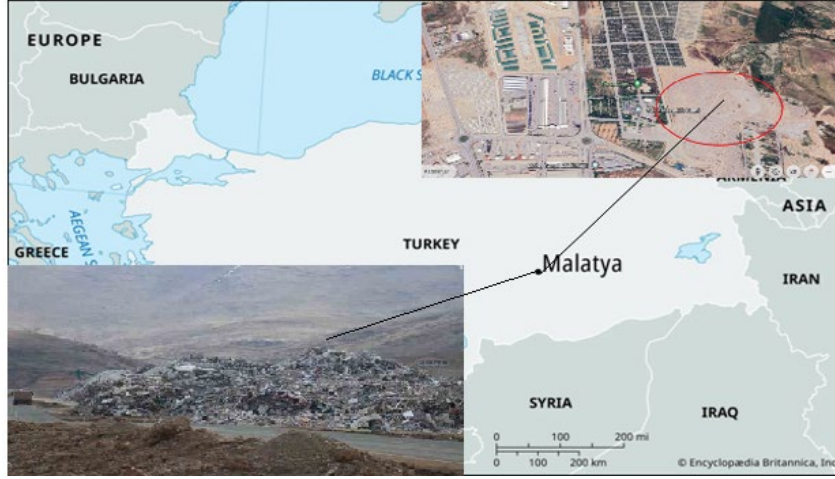 EUROPE
BULGARIA
BLACK S
ARMENIA
ASIA
AEGEAN S
GREECE
TURKEY
Malatya
IRAN
SYRIA
IRAQ
0 100 200 mi
0 100 200 km
© Encyclopædia Britannica, Inc